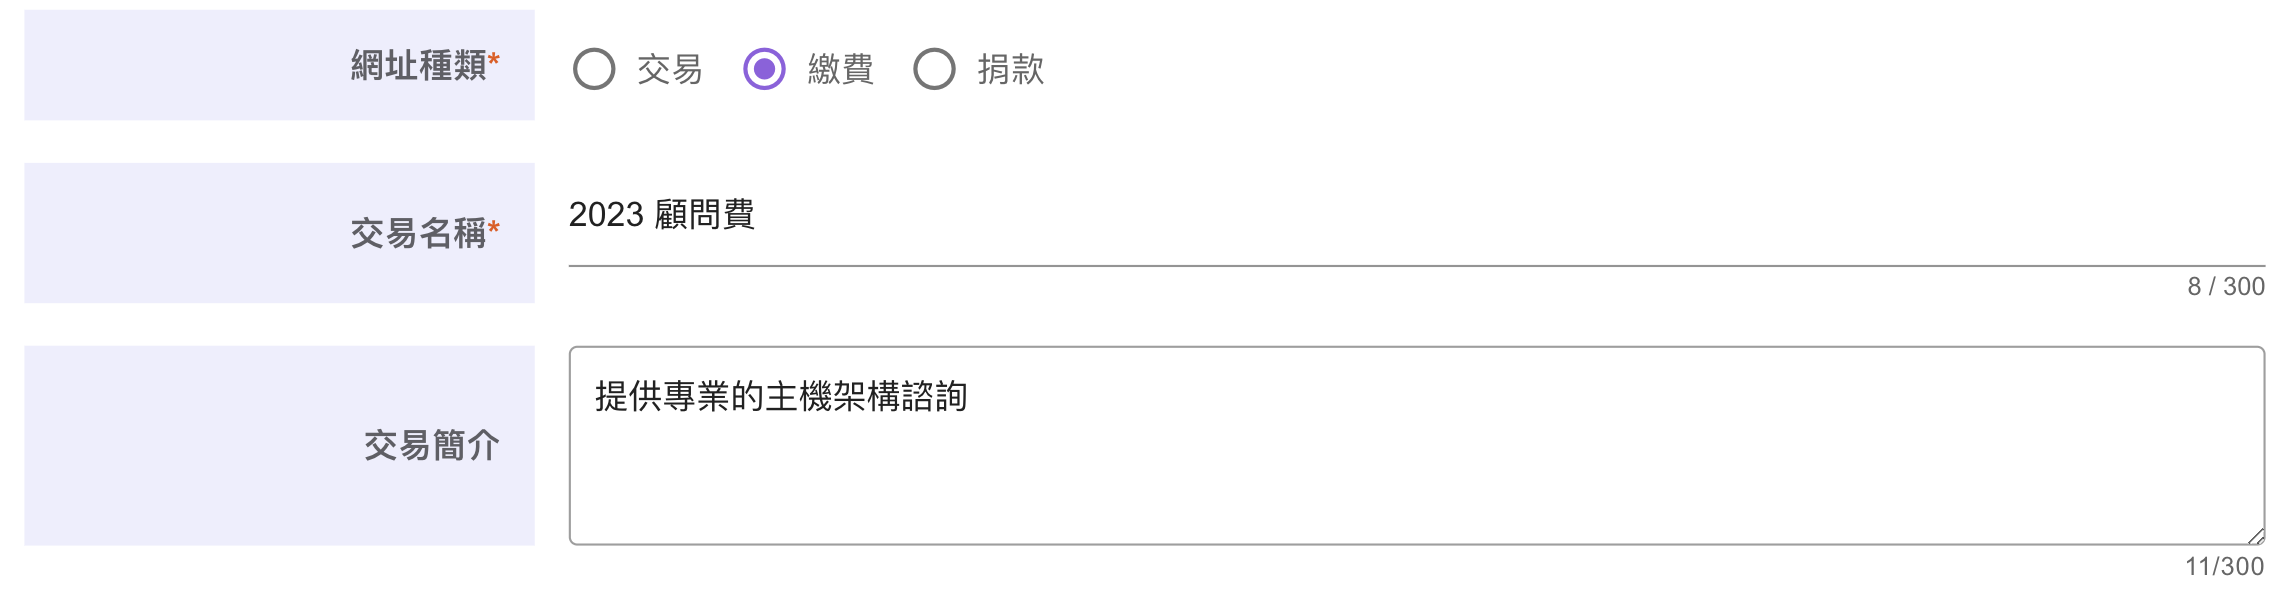 網址種類*
交易 繳費 捐款
交易名稱*
2023 顧問費
8 / 300
交易簡介
提供專業的主機架構諮詢
11/300